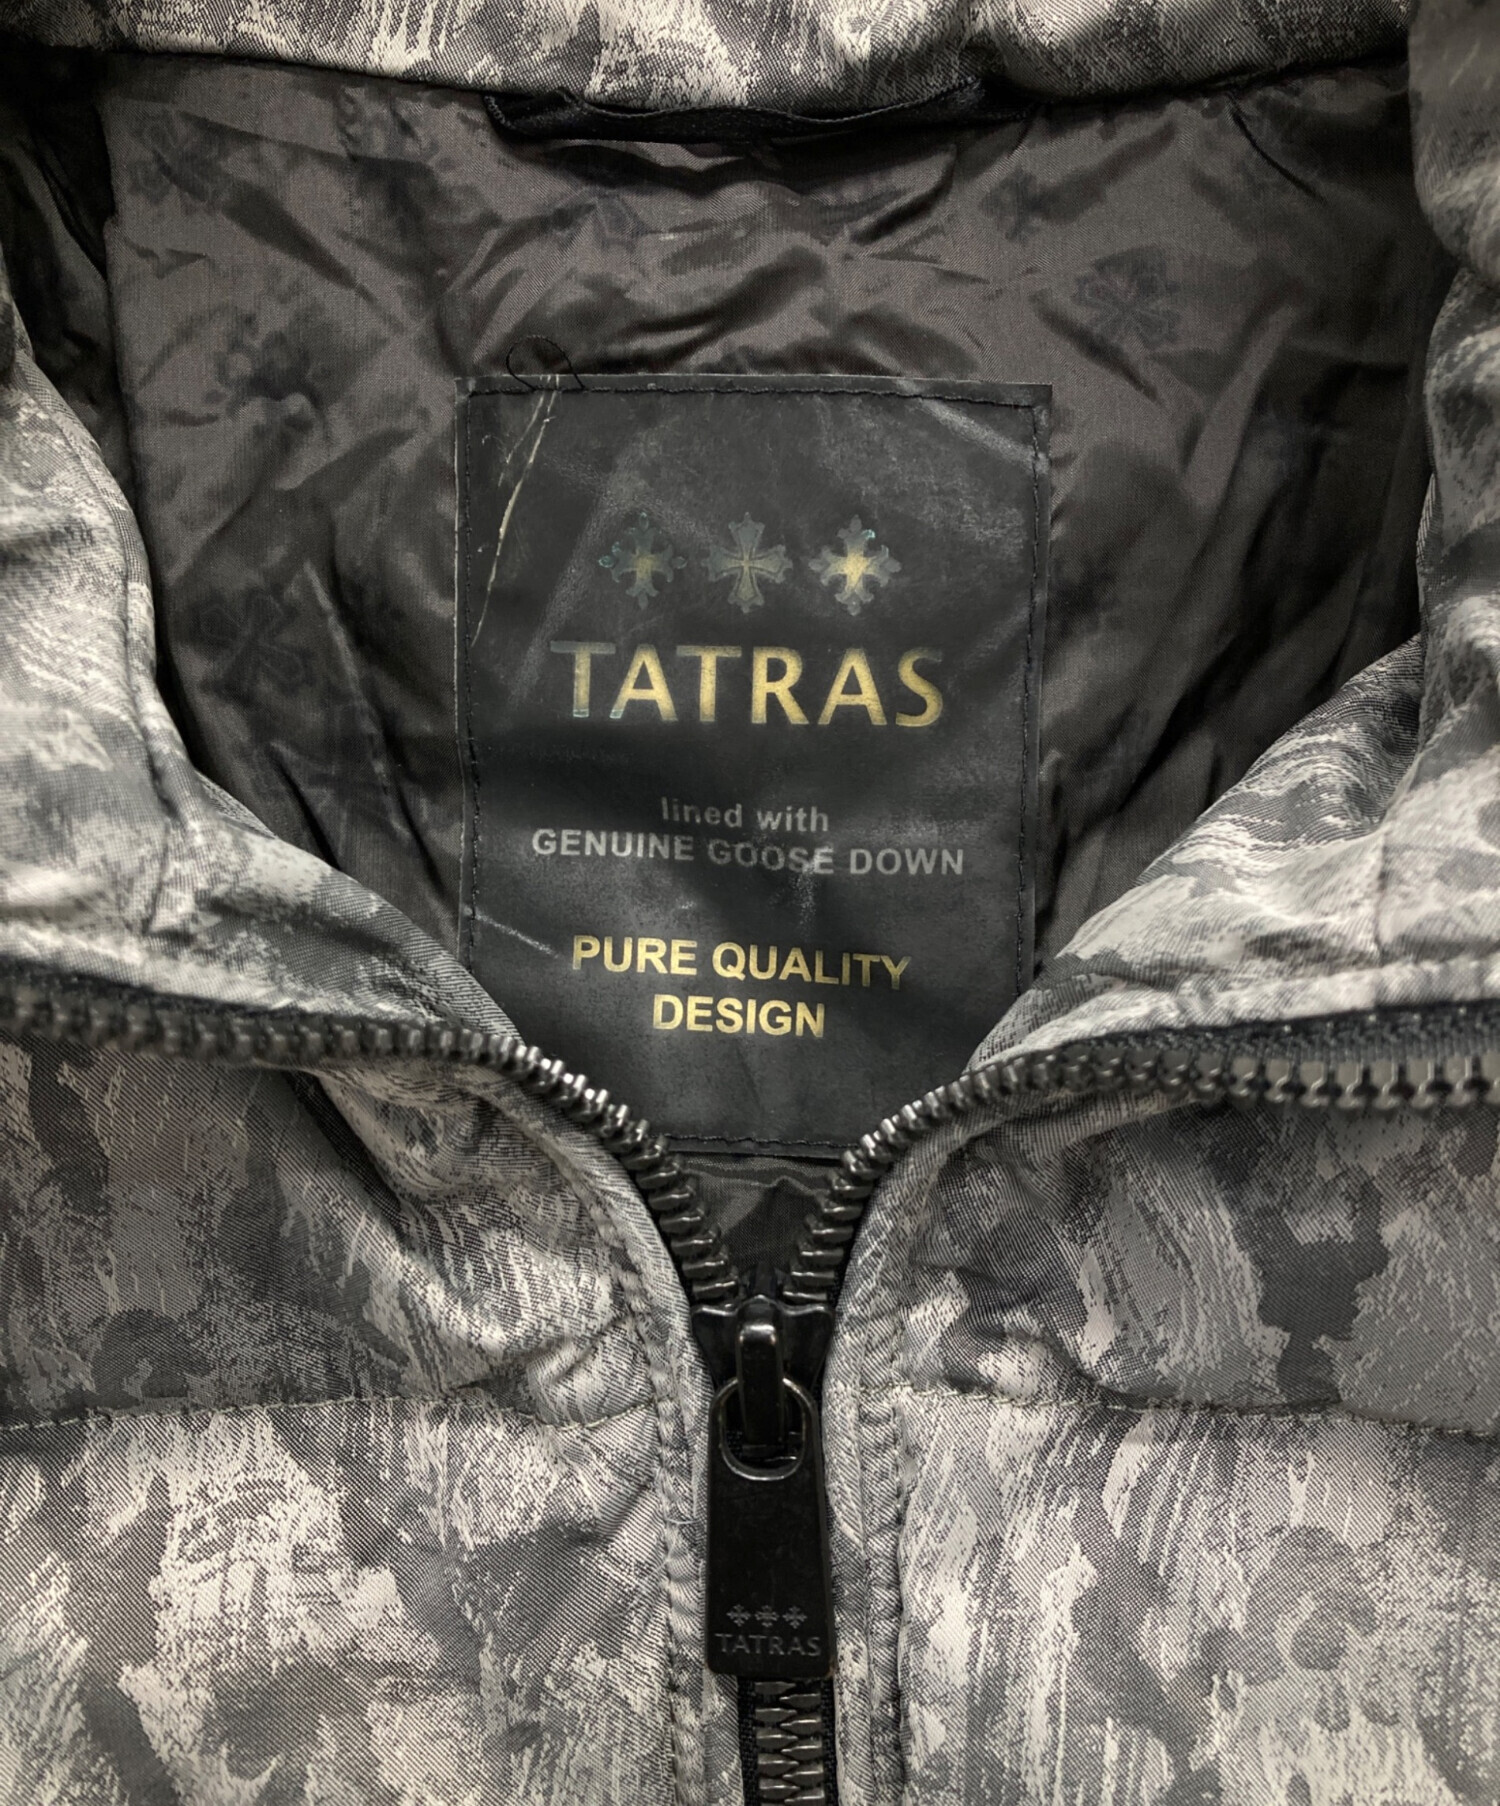 TATRAS
lined with
GENUINE GOOSE DOWN
PURE QUALITY
DESIGN
TATRAS